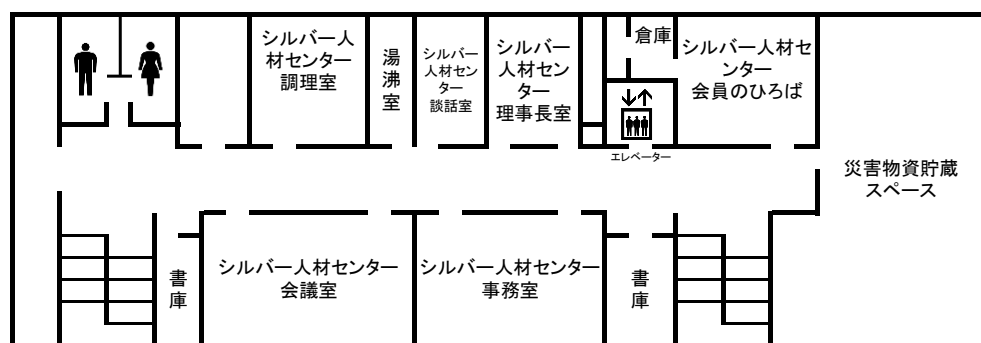 シルバー人
材センター
調理室
湯沸室
シルバー
人材セン
ター
談話室
シルバー
人材セン
ター
理事長室
倉庫
シルバー人材セ
ンター
会員のひろば
エレベーター
災害物資貯蔵
スペース
書庫
シルバー人材センター
会議室
シルバー人材センター
事務室
書庫